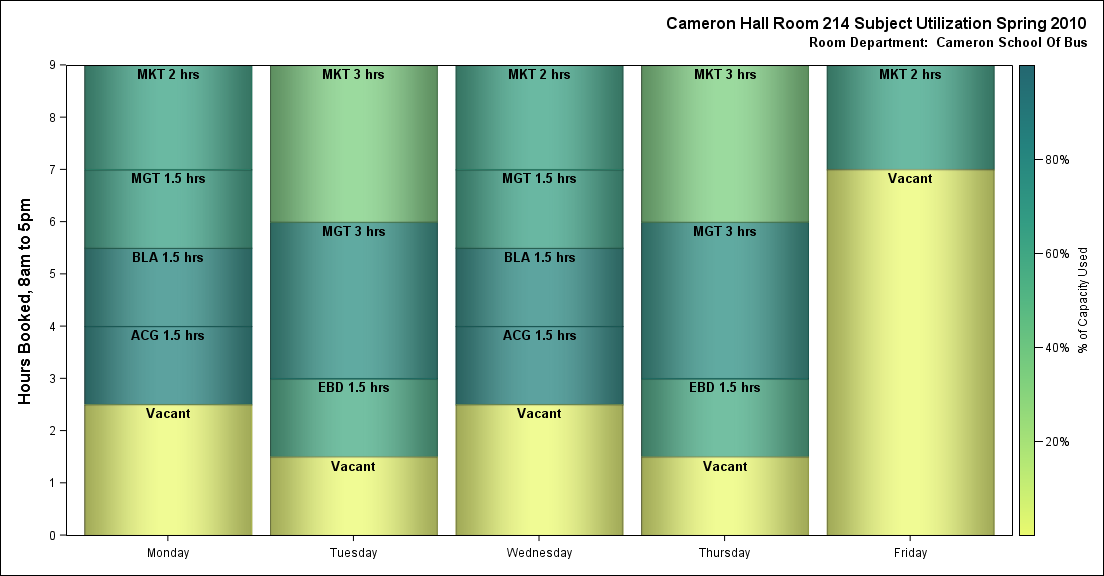 Cameron Hall Room 214 Subject Utilization Spring 2010
Room Department: Cameron School Of Bus
Hours Booked, 8am to 5pm
9
8
7
6
5
4
3
2
1
0
MKT 2 hrs
MGT 1.5 hrs
BLA 1.5 hrs
ACG 1.5 hrs
Vacant
MKT 3 hrs
MGT 3 hrs
EBD 1.5 hrs
Vacant
MKT 2 hrs
MGT 1.5 hrs
BLA 1.5 hrs
ACG 1.5 hrs
Vacant
MKT 3 hrs
MGT 3 hrs
EBD 1.5 hrs
Vacant
MKT 2 hrs
Vacant
Monday Tuesday Wednesday Thursday Friday
80%
60%
40%
20%
% of Capacity Used